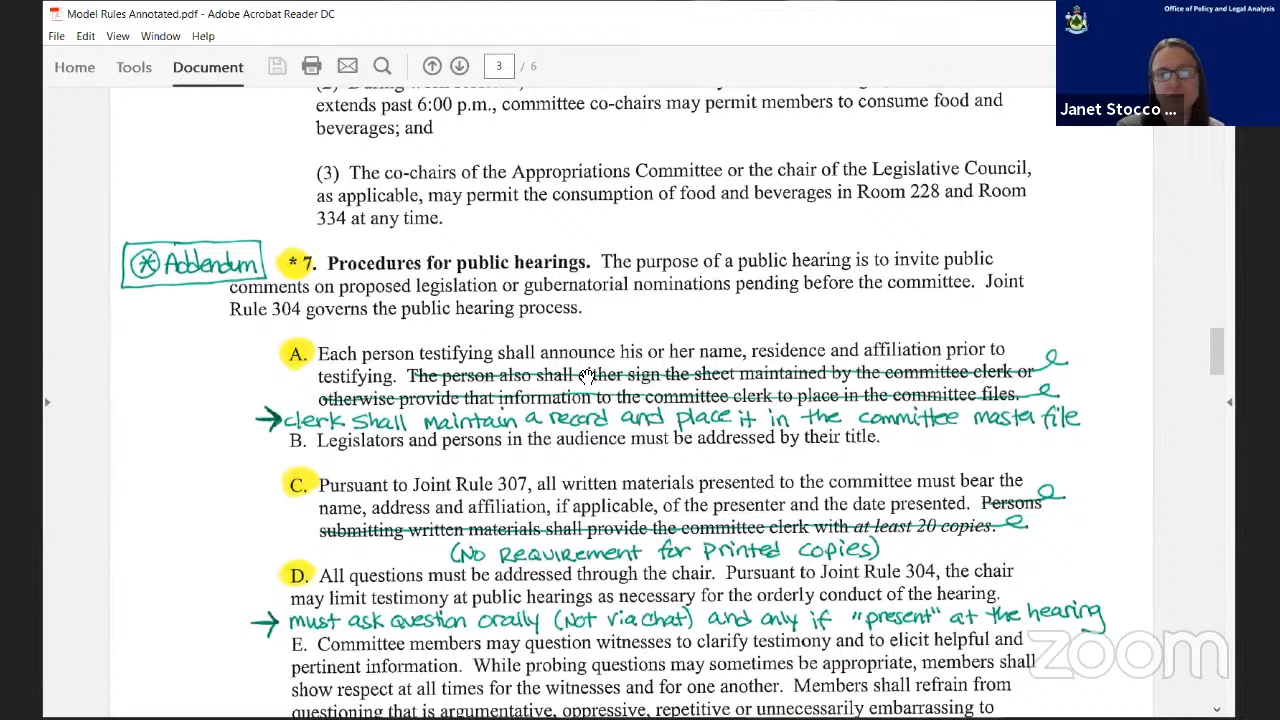 Model Rules Annotated.pdf - Adobe Acrobat Reader DC
File Edit View Window Help
Home Tools Document 3 / 6
Office of Policy and Legal Analysis
Janet Stocco ...
extends past 6:00 p.m., committee co-chairs may permit members to consume food and
beverages; and
(3) The co-chairs of the Appropriations Committee or the chair of the Legislative Council,
as applicable, may permit the consumption of food and beverages in Room 228 and Room
334 at any time.
* Addendum
* 7. Procedures for public hearings. The purpose of a public hearing is to invite public
comments on proposed legislation or gubernatorial nominations pending before the committee. Joint
Rule 304 governs the public hearing process.
A. Each person testifying shall announce his or her name, residence and affiliation prior to
testifying. The person also shall either sign the sheet maintained by the committee clerk or
otherwise provide that information to the committee clerk to place in the committee files.
→ clerk shall maintain a record and place it in the committee master file
B. Legislators and persons in the audience must be addressed by their title.
C. Pursuant to Joint Rule 307, all written materials presented to the committee must bear the
name, address and affiliation, if applicable, of the presenter and the date presented. Persons
submitting written materials shall provide the committee clerk with at least 20 copies.
(No Requirement for printed copies)
D. All questions must be addressed through the chair. Pursuant to Joint Rule 304, the chair
may limit testimony at public hearings as necessary for the orderly conduct of the hearing.
→ must ask question orally (Not via chat) and only if "present" at the hearing
E. Committee members may question witnesses to clarify testimony and to elicit helpful and
pertinent information. While probing questions may sometimes be appropriate, members shall
show respect at all times for the witnesses and for one another. Members shall refrain from
questioning that is argumentative, oppressive, repetitive or unnecessarily embarrassing to
zoom